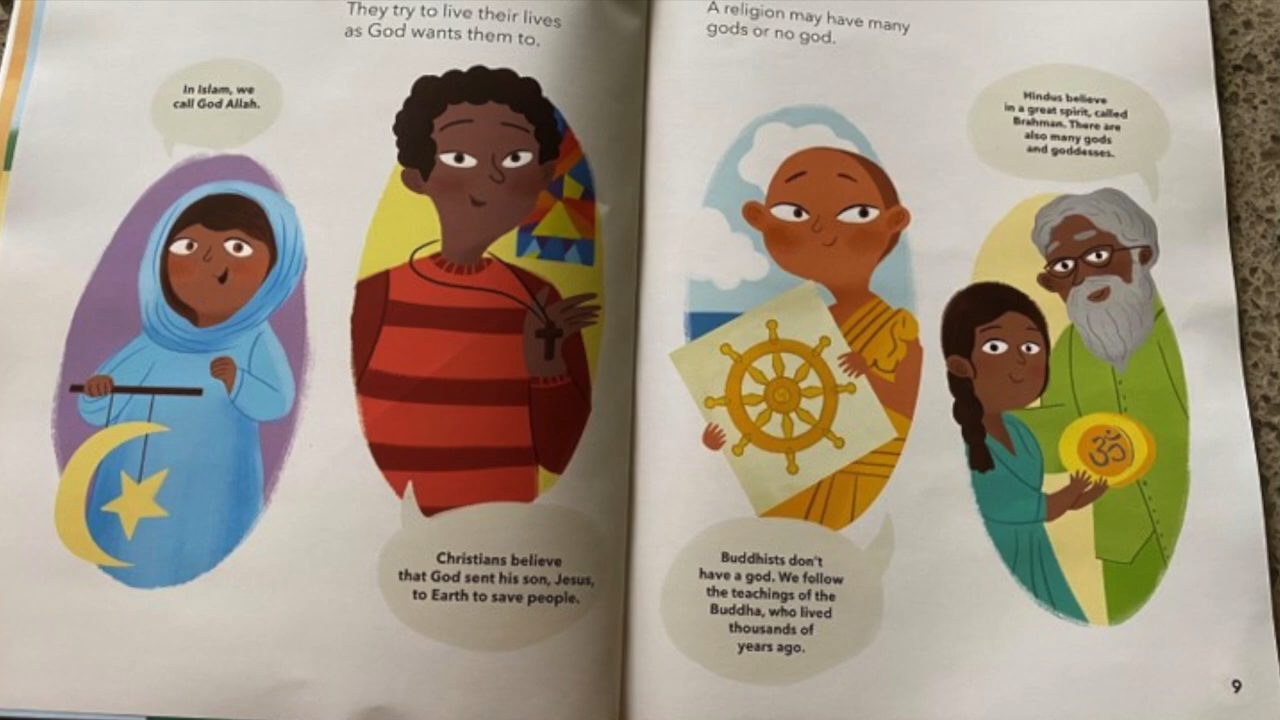 They try to live their lives
as God wants them to.
In Islam, we
call God Allah.
Christians believe
that God sent his son, Jesus,
to Earth to save people.
A religion may have many
gods or no god.
Buddhists don't
have a god. We follow
the teachings of the
Buddha, who lived
thousands of
years ago.
Hindus believe
in a great spirit, called
Brahman. There are
also many gods
and goddesses.
ॐ
9